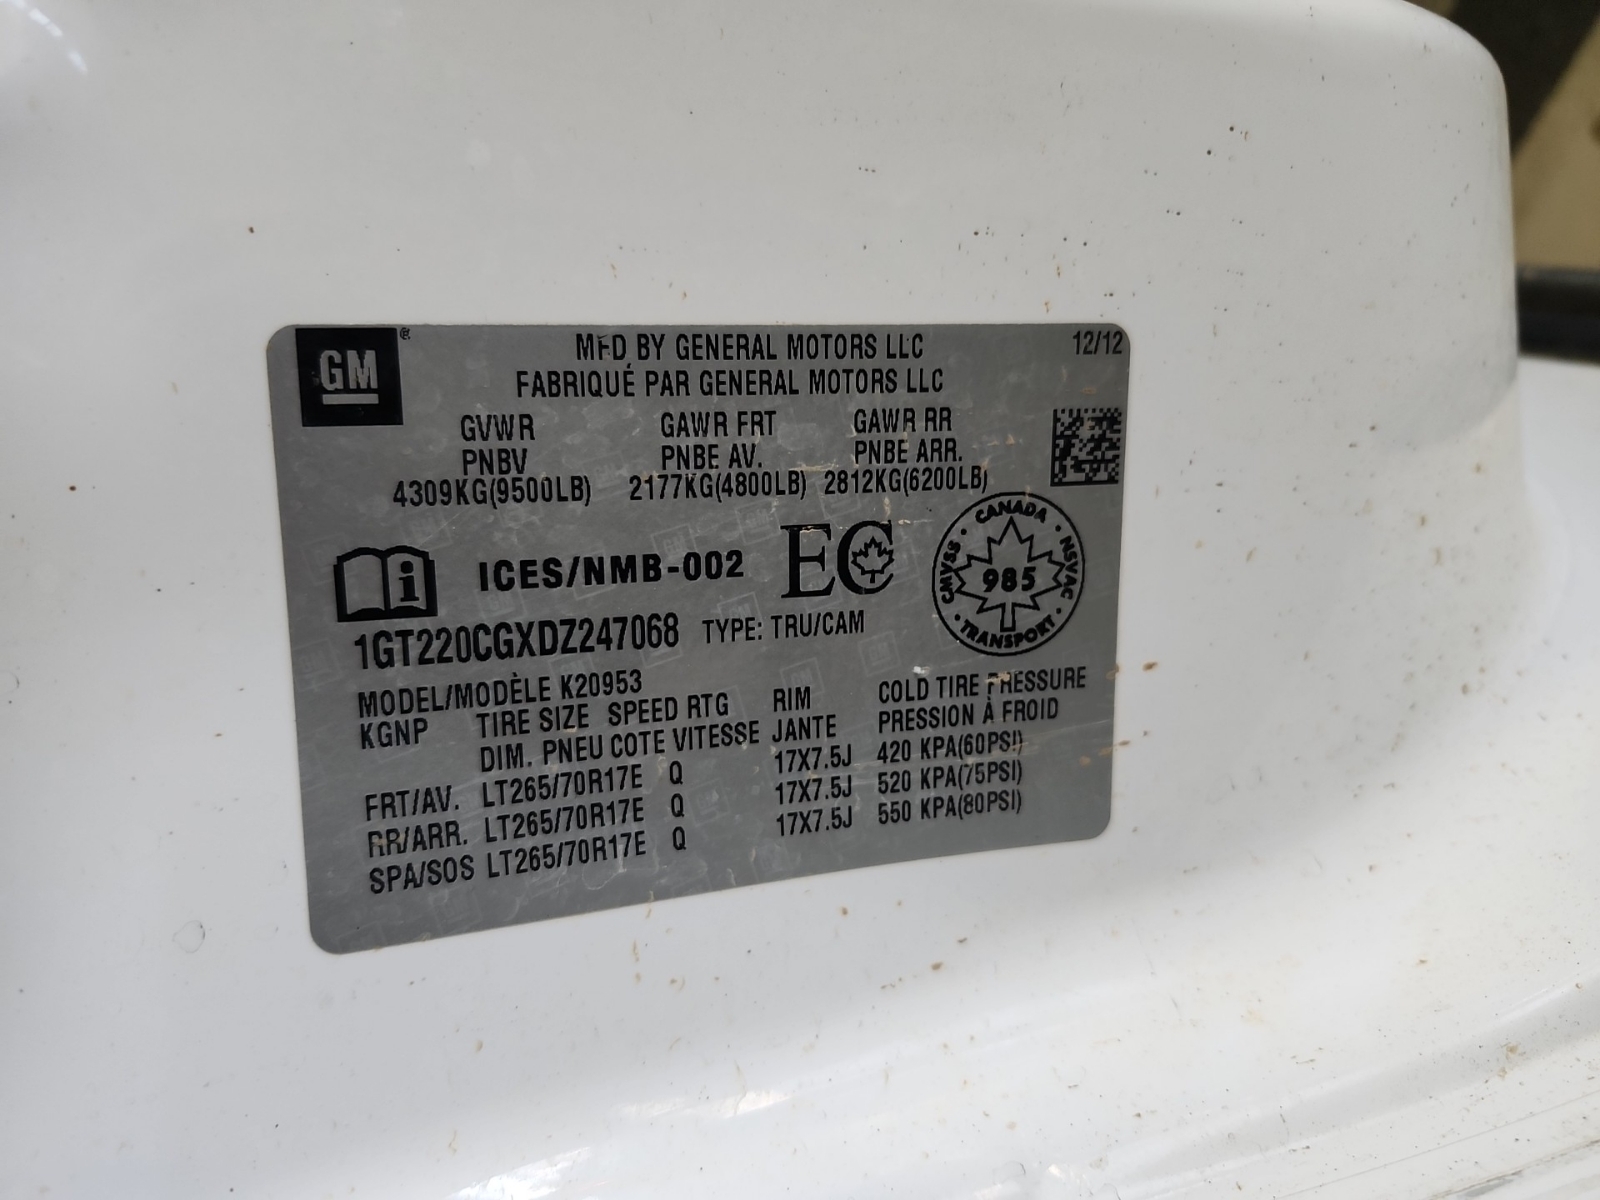 GM ®
MFD BY GENERAL MOTORS LLC 12/12
FABRIQUÉ PAR GENERAL MOTORS LLC
GVWR GAWR FRT GAWR RR
PNBV PNBE AV. PNBE ARR.
4309KG(9500LB) 2177KG(4800LB) 2812KG(6200LB)
i ICES/NMB-002 EC
CANADA · NSVAC · TRANSPORT · CMVSS ·
985
1GT220CGXDZ247068 TYPE: TRU/CAM
MODEL/MODÈLE K20953
KGNP TIRE SIZE SPEED RTG RIM COLD TIRE PRESSURE
DIM. PNEU COTE VITESSE JANTE PRESSION À FROID
FRT/AV. LT265/70R17E Q 17X7.5J 420 KPA(60PSI)
RR/ARR. LT265/70R17E Q 17X7.5J 520 KPA(75PSI)
SPA/SOS LT265/70R17E Q 17X7.5J 550 KPA(80PSI)